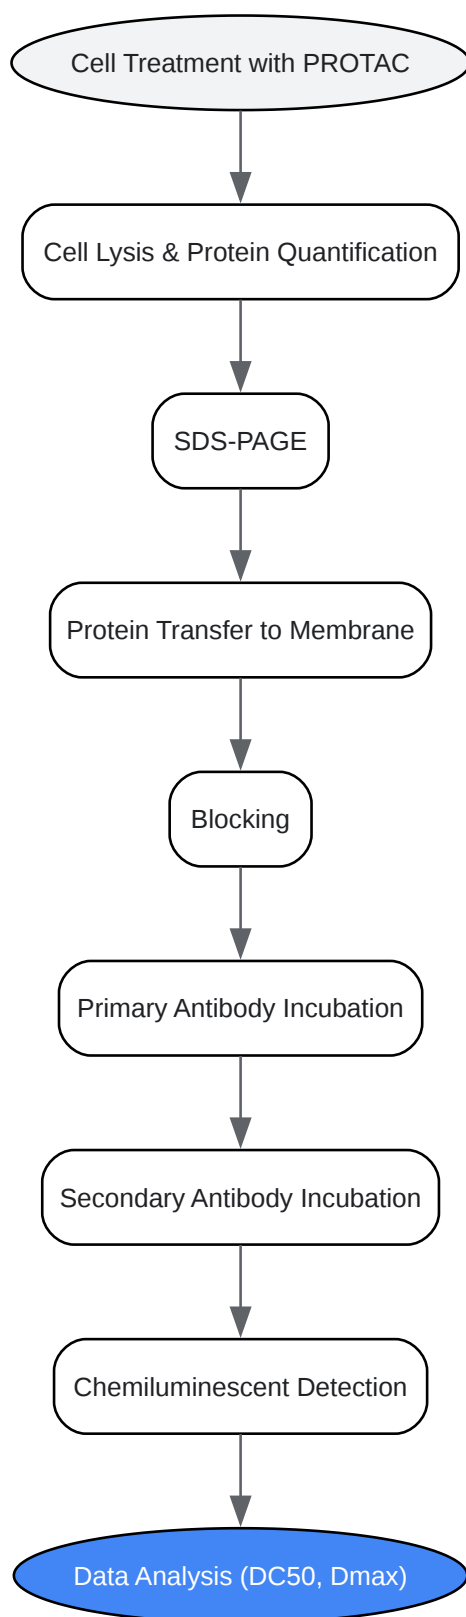 Cell Treatment with PROTAC
Cell Lysis & Protein Quantification
SDS-PAGE
Protein Transfer to Membrane
Blocking
Primary Antibody Incubation
Secondary Antibody Incubation
Chemiluminescent Detection
Data Analysis (DC50, Dmax)